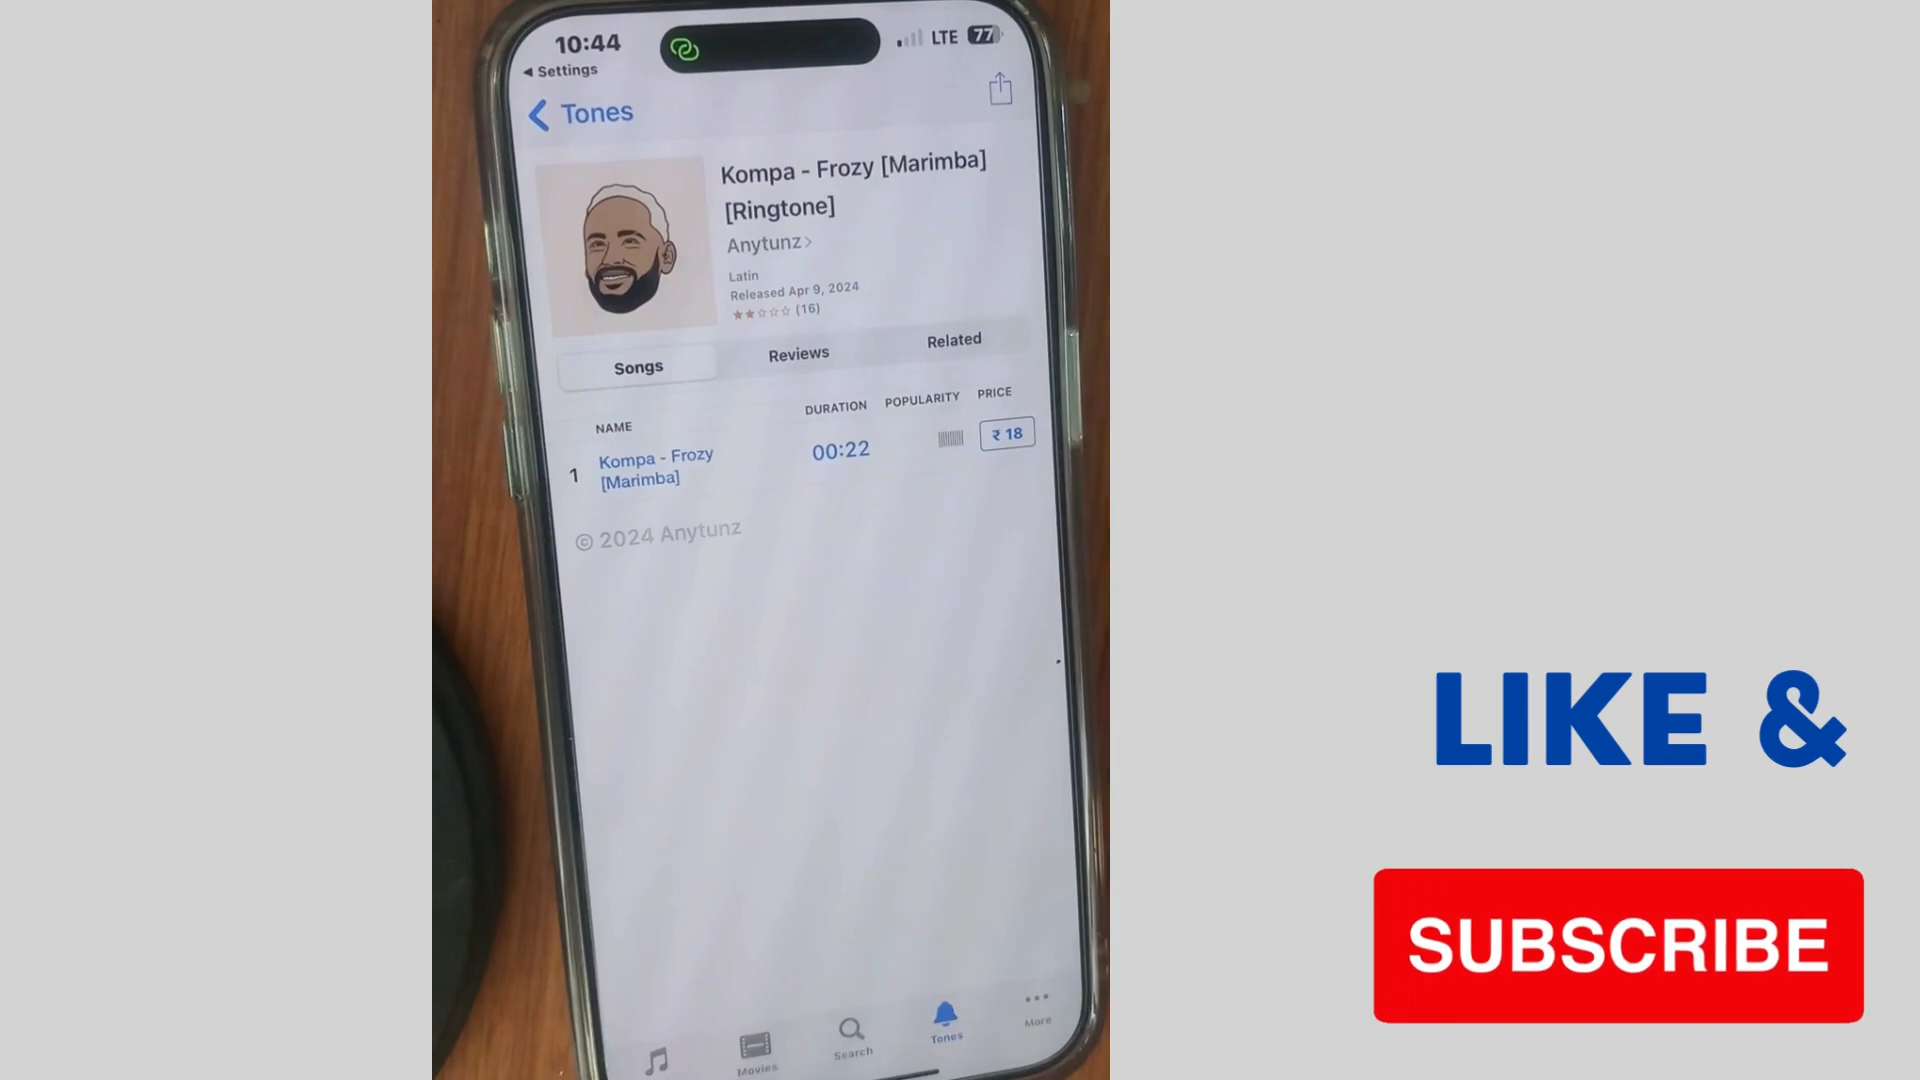 10:44
LTE 77
Settings
Tones
Kompa - Frozy [Marimba]
[Ringtone]
Anytunz
Latin
Released Apr 9, 2024
(16)
Songs
Reviews
Related
NAME
DURATION
POPULARITY
PRICE
1
Kompa - Frozy
[Marimba]
00:22
₹ 18
© 2024 Anytunz
Movies
Search
Tones
More
LIKE &
SUBSCRIBE